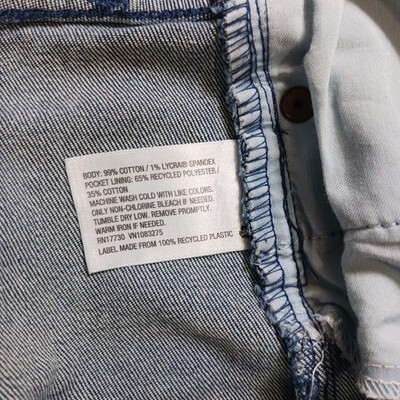 BODY: 99% COTTON / 1% LYCRA® SPANDEX
POCKET LINING: 65% RECYCLED POLYESTER /
35% COTTON
MACHINE WASH COLD WITH LIKE COLORS.
ONLY NON-CHLORINE BLEACH IF NEEDED.
TUMBLE DRY LOW. REMOVE PROMPTLY.
WARM IRON IF NEEDED.
RN17730 VN1083275
LABEL MADE FROM 100% RECYCLED PLASTIC